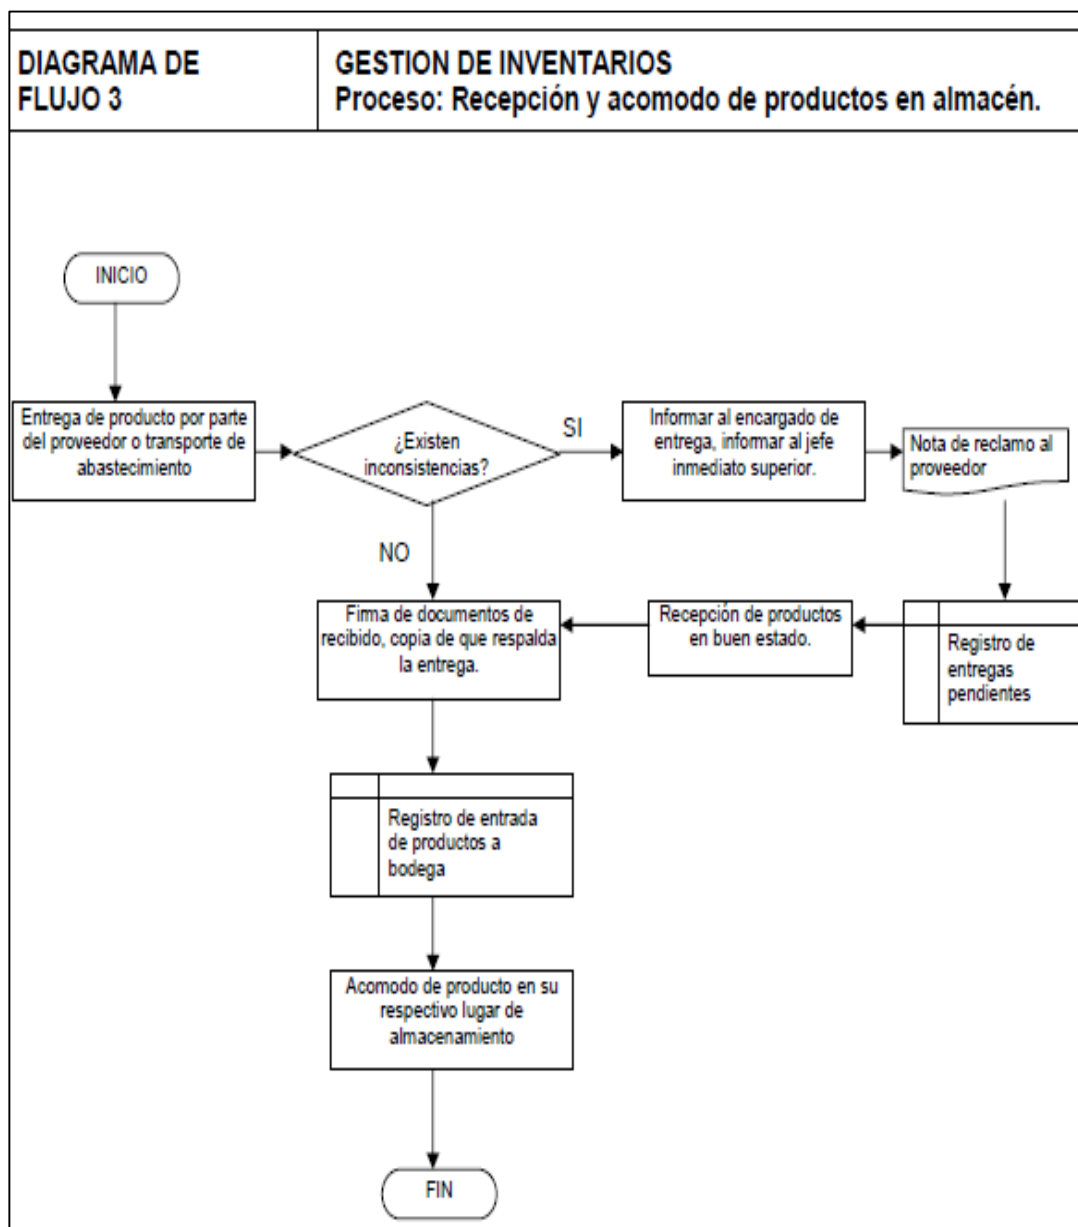 DIAGRAMA DE
FLUJO 3
GESTION DE INVENTARIOS
Proceso: Recepción y acomodo de productos en almacén.
INICIO
Entrega de producto por parte
del proveedor o transporte de
abastecimiento
¿Existen
inconsistencias?
SI
Informar al encargado de
entrega, informar al jefe
inmediato superior.
Nota de reclamo al
proveedor
NO
Firma de documentos de
recibido, copia de que respalda
la entrega.
Recepción de productos
en buen estado.
Registro de
entregas
pendientes
Registro de entrada
de productos a
bodega
Acomodo de producto en su
respectivo lugar de
almacenamiento
FIN